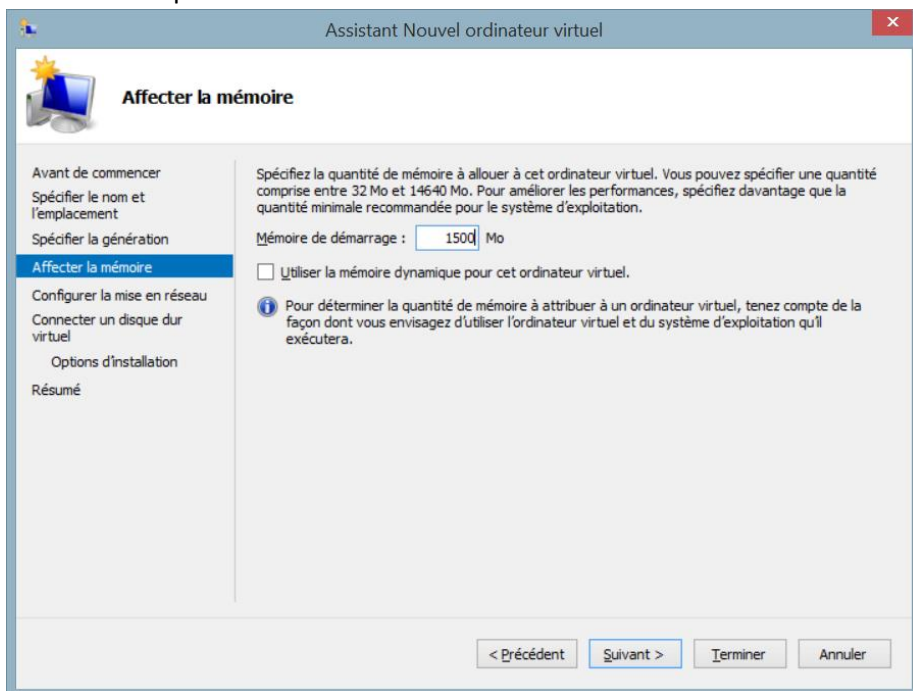 Assistant Nouvel ordinateur virtuel
Affecter la mémoire
Avant de commencer
Spécifier le nom et
l'emplacement
Spécifier la génération
Affecter la mémoire
Configurer la mise en réseau
Connecter un disque dur
virtuel
Options d'installation
Résumé
Spécifiez la quantité de mémoire à allouer à cet ordinateur virtuel. Vous pouvez spécifier une quantité
comprise entre 32 Mo et 14640 Mo. Pour améliorer les performances, spécifiez davantage que la
quantité minimale recommandée pour le système d'exploitation.
Mémoire de démarrage : 1500 Mo
Utiliser la mémoire dynamique pour cet ordinateur virtuel.
Pour déterminer la quantité de mémoire à attribuer à un ordinateur virtuel, tenez compte de la
façon dont vous envisagez d'utiliser l'ordinateur virtuel et du système d'exploitation qu'il
exécutera.
< Précédent Suivant > Terminer Annuler